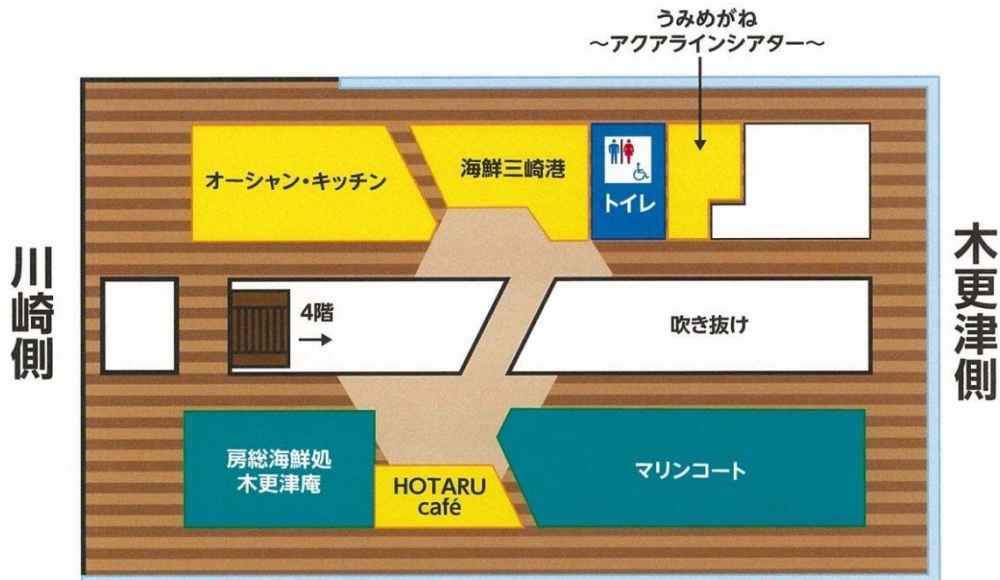 うみめがね
～アクアラインシアター～
オーシャン・キッチン
海鮮三崎港
トイレ
川崎側
木更津側
4階
吹き抜け
房総海鮮処
木更津庵
HOTARU
café
マリンコート